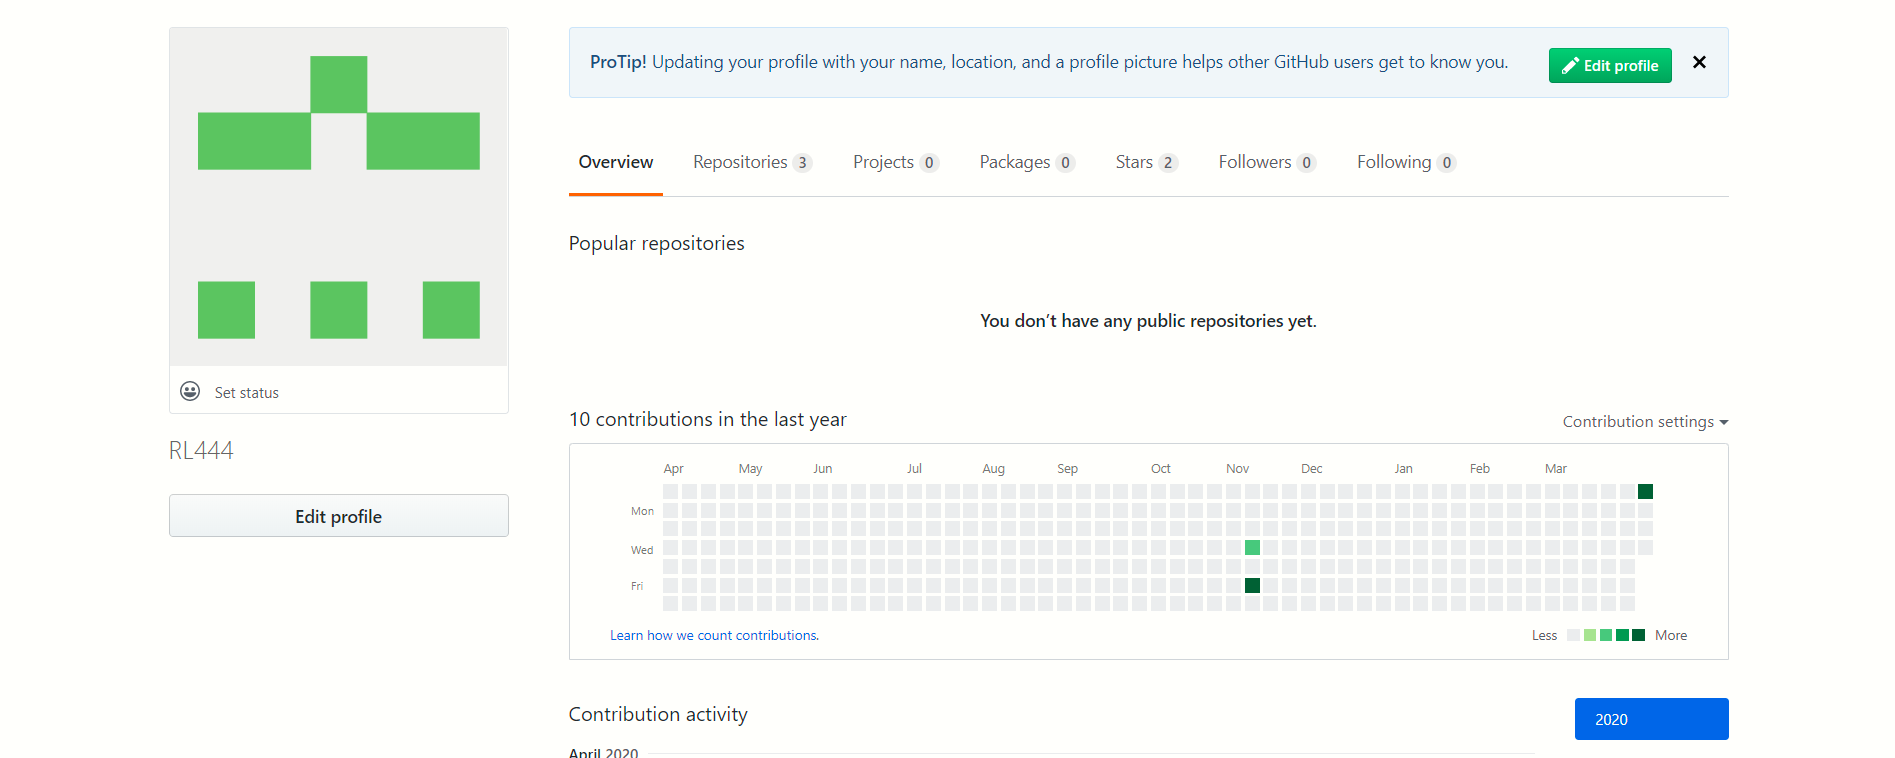 ProTip! Updating your profile with your name, location, and a profile picture helps other GitHub users get to know you.
Edit profile
Overview
Repositories 3
Projects 0
Packages 0
Stars 2
Followers 0
Following 0
Popular repositories
You don’t have any public repositories yet.
Set status
RL444
Edit profile
10 contributions in the last year
Contribution settings
Apr May Jun Jul Aug Sep Oct Nov Dec Jan Feb Mar
Mon
Wed
Fri
Learn how we count contributions.
Less More
Contribution activity
2020
April 2020